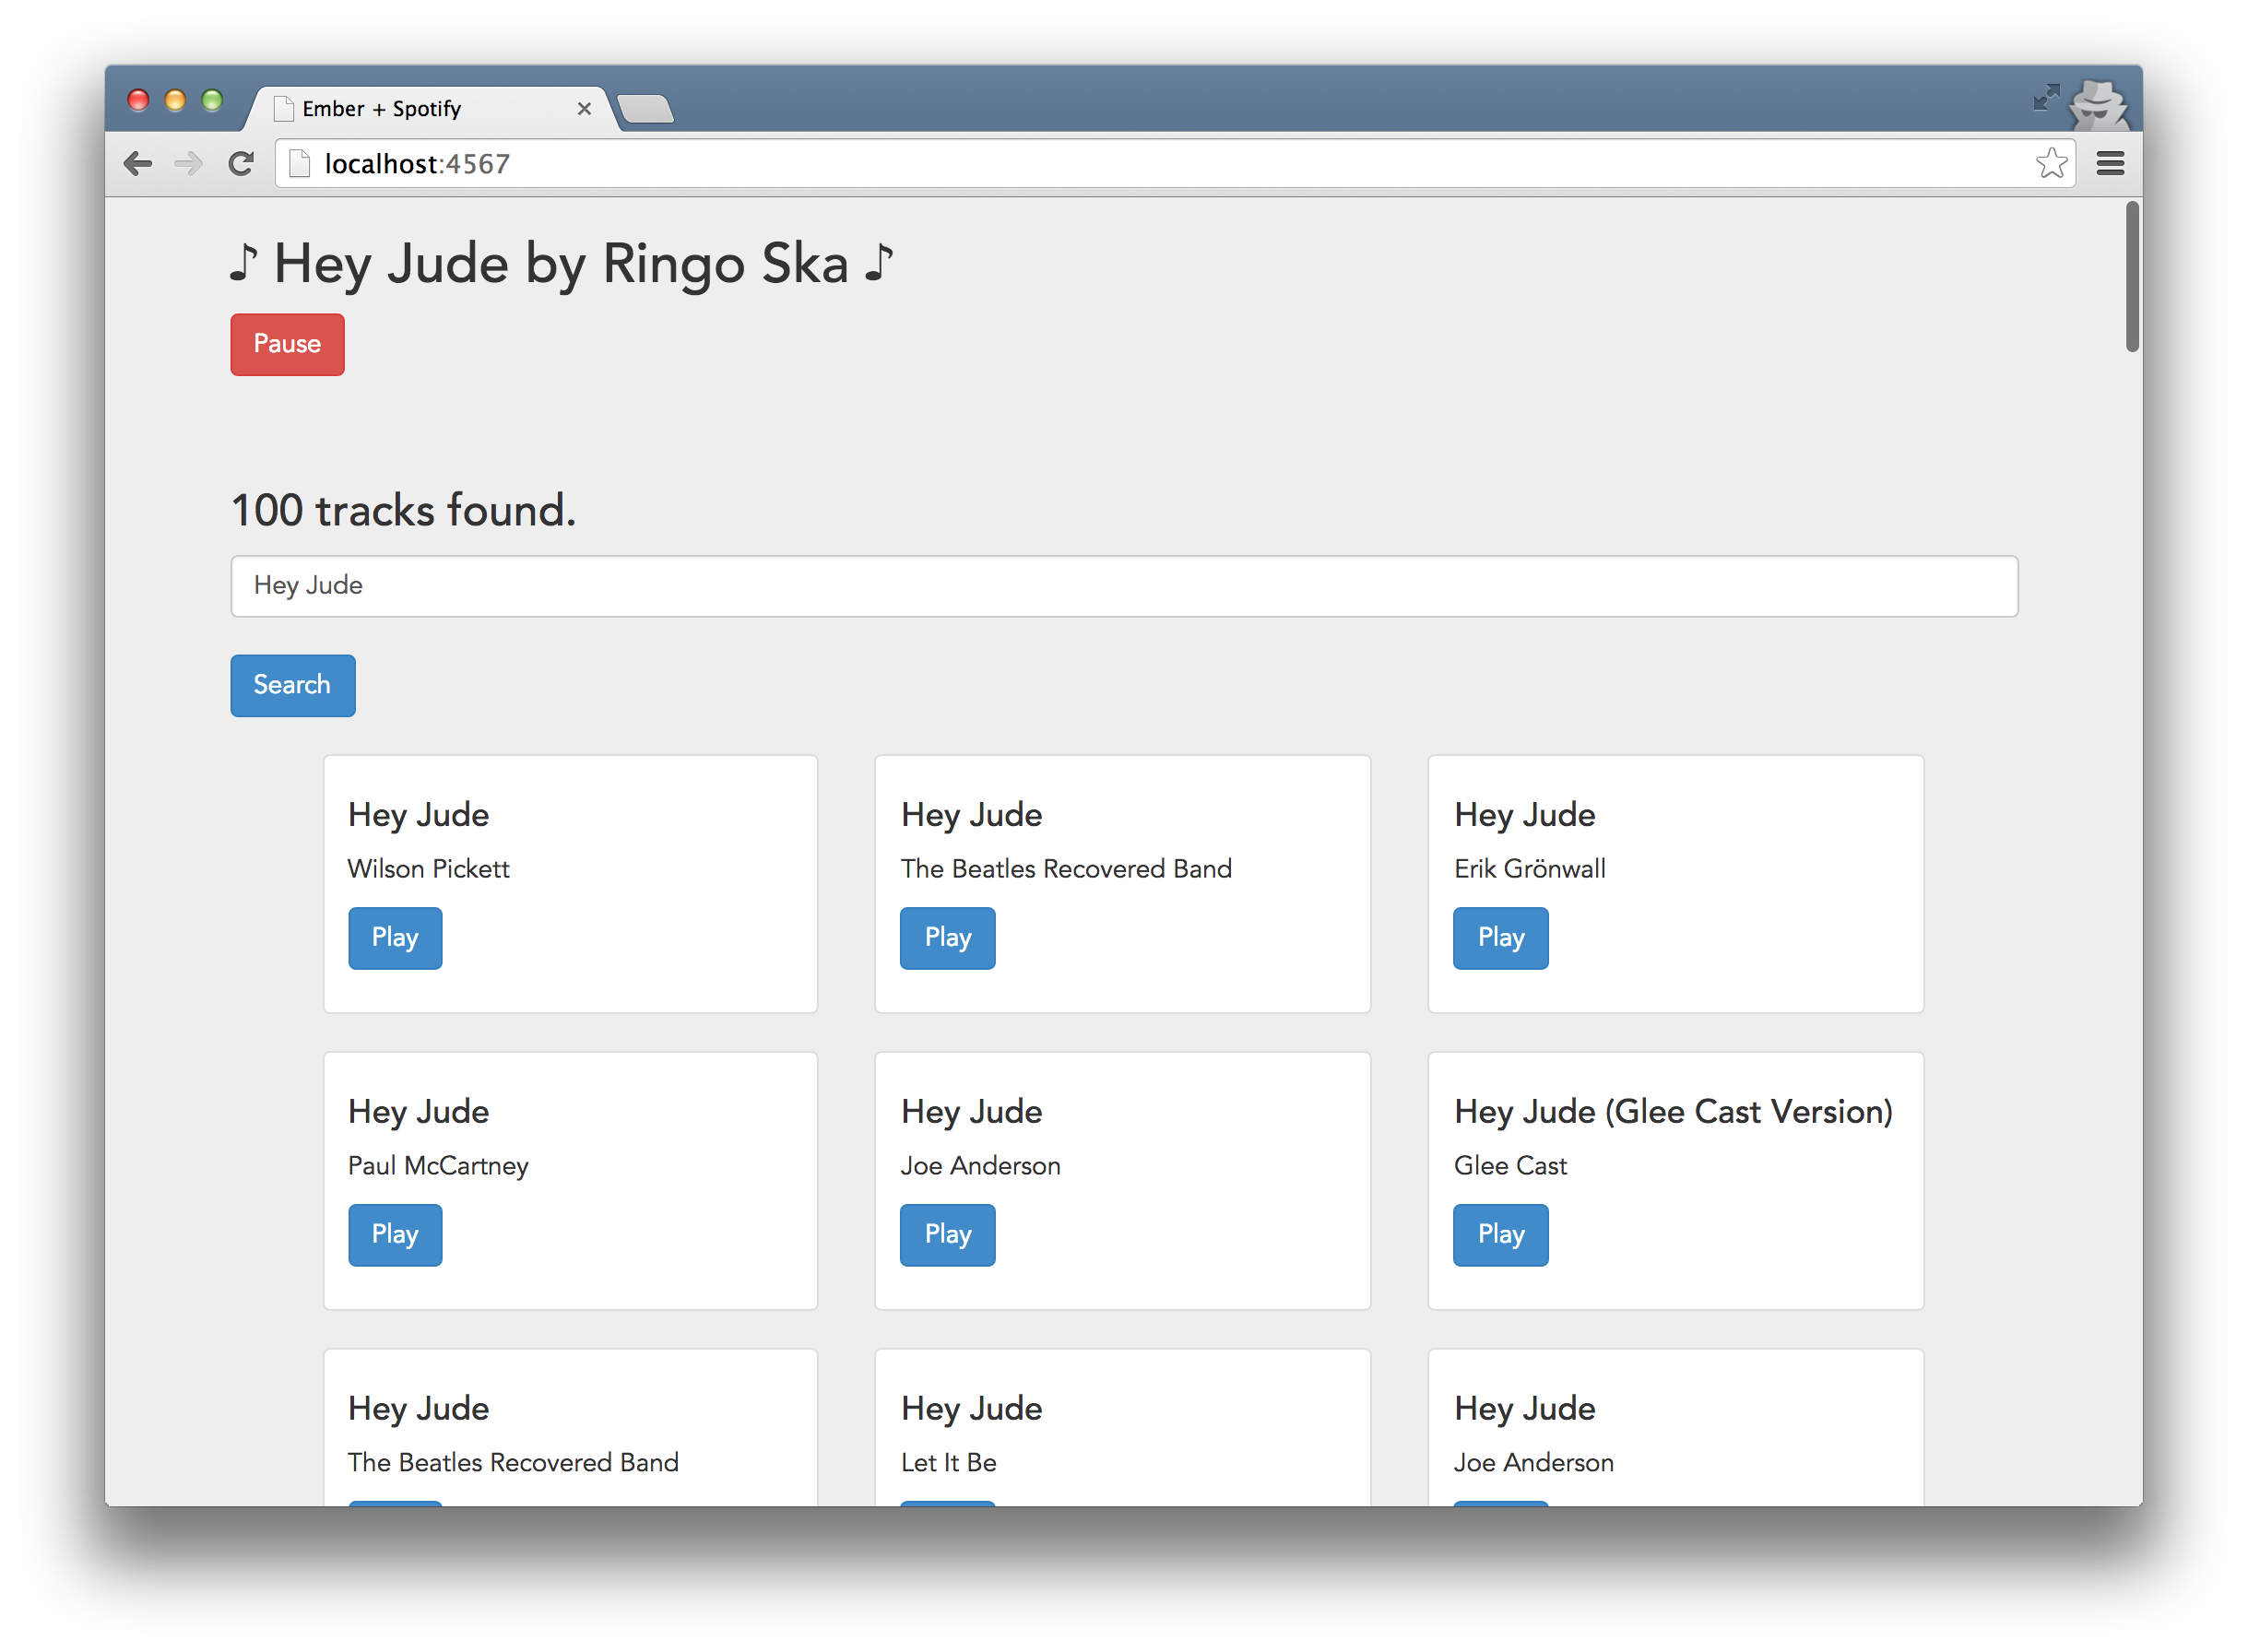 Ember + Spotify
localhost:4567
♪ Hey Jude by Ringo Ska ♪
Pause
100 tracks found.
Hey Jude
Search
Hey Jude
Wilson Pickett
Play
Hey Jude
The Beatles Recovered Band
Play
Hey Jude
Erik Grönwall
Play
Hey Jude
Paul McCartney
Play
Hey Jude
Joe Anderson
Play
Hey Jude (Glee Cast Version)
Glee Cast
Play
Hey Jude
The Beatles Recovered Band
Hey Jude
Let It Be
Hey Jude
Joe Anderson